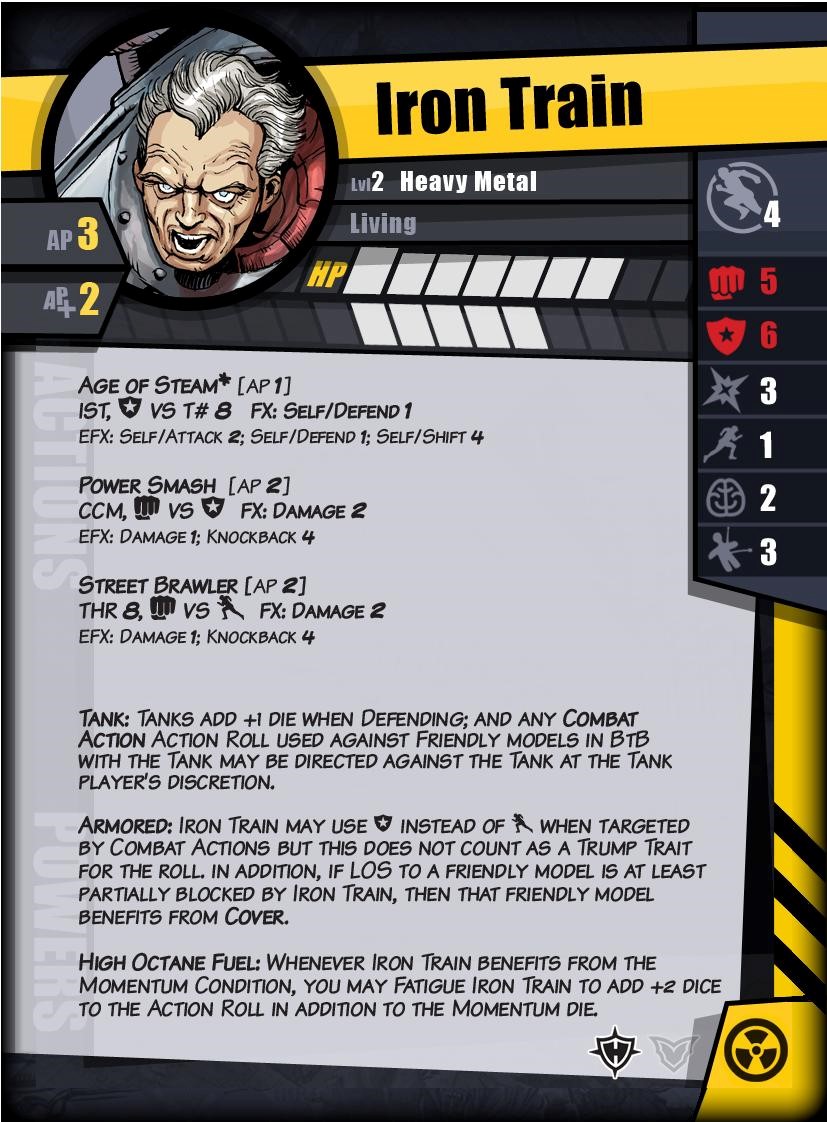 Iron Train
Lvl2 Heavy Metal
Living
4
AP 3
AP+ 2
HP
5
6
3
1
2
3
ACTIONS
Age of Steam* [AP 1]
IST, VS T# 8 FX: Self/Defend 1
EFX: Self/Attack 2; Self/Defend 1; Self/Shift 4
Power Smash [AP 2]
CCM, VS FX: Damage 2
EFX: Damage 1; Knockback 4
Street Brawler [AP 2]
THR 8, VS FX: Damage 2
EFX: Damage 1; Knockback 4
POWERS
Tank: Tanks add +1 die when Defending; and any Combat
Action Action Roll used against Friendly models in BtB
with the Tank may be directed against the Tank at the Tank
player's discretion.
Armored: Iron Train may use instead of when targeted
by Combat Actions but this does not count as a Trump Trait
for the roll. In addition, if LOS to a friendly model is at least
partially blocked by Iron Train, then that friendly model
benefits from Cover.
High Octane Fuel: Whenever Iron Train benefits from the
Momentum Condition, you may Fatigue Iron Train to add +2 dice
to the Action Roll in addition to the Momentum die.
H